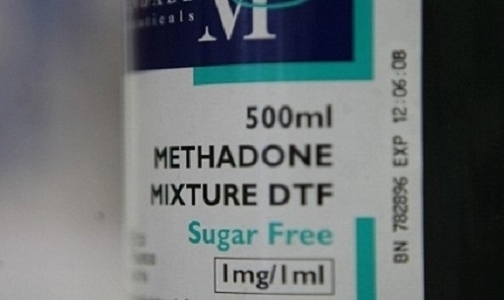 M
500ml
METHADONE
MIXTURE DTF
Sugar Free
1mg/1ml
BN 782896 EXP 12:06:08